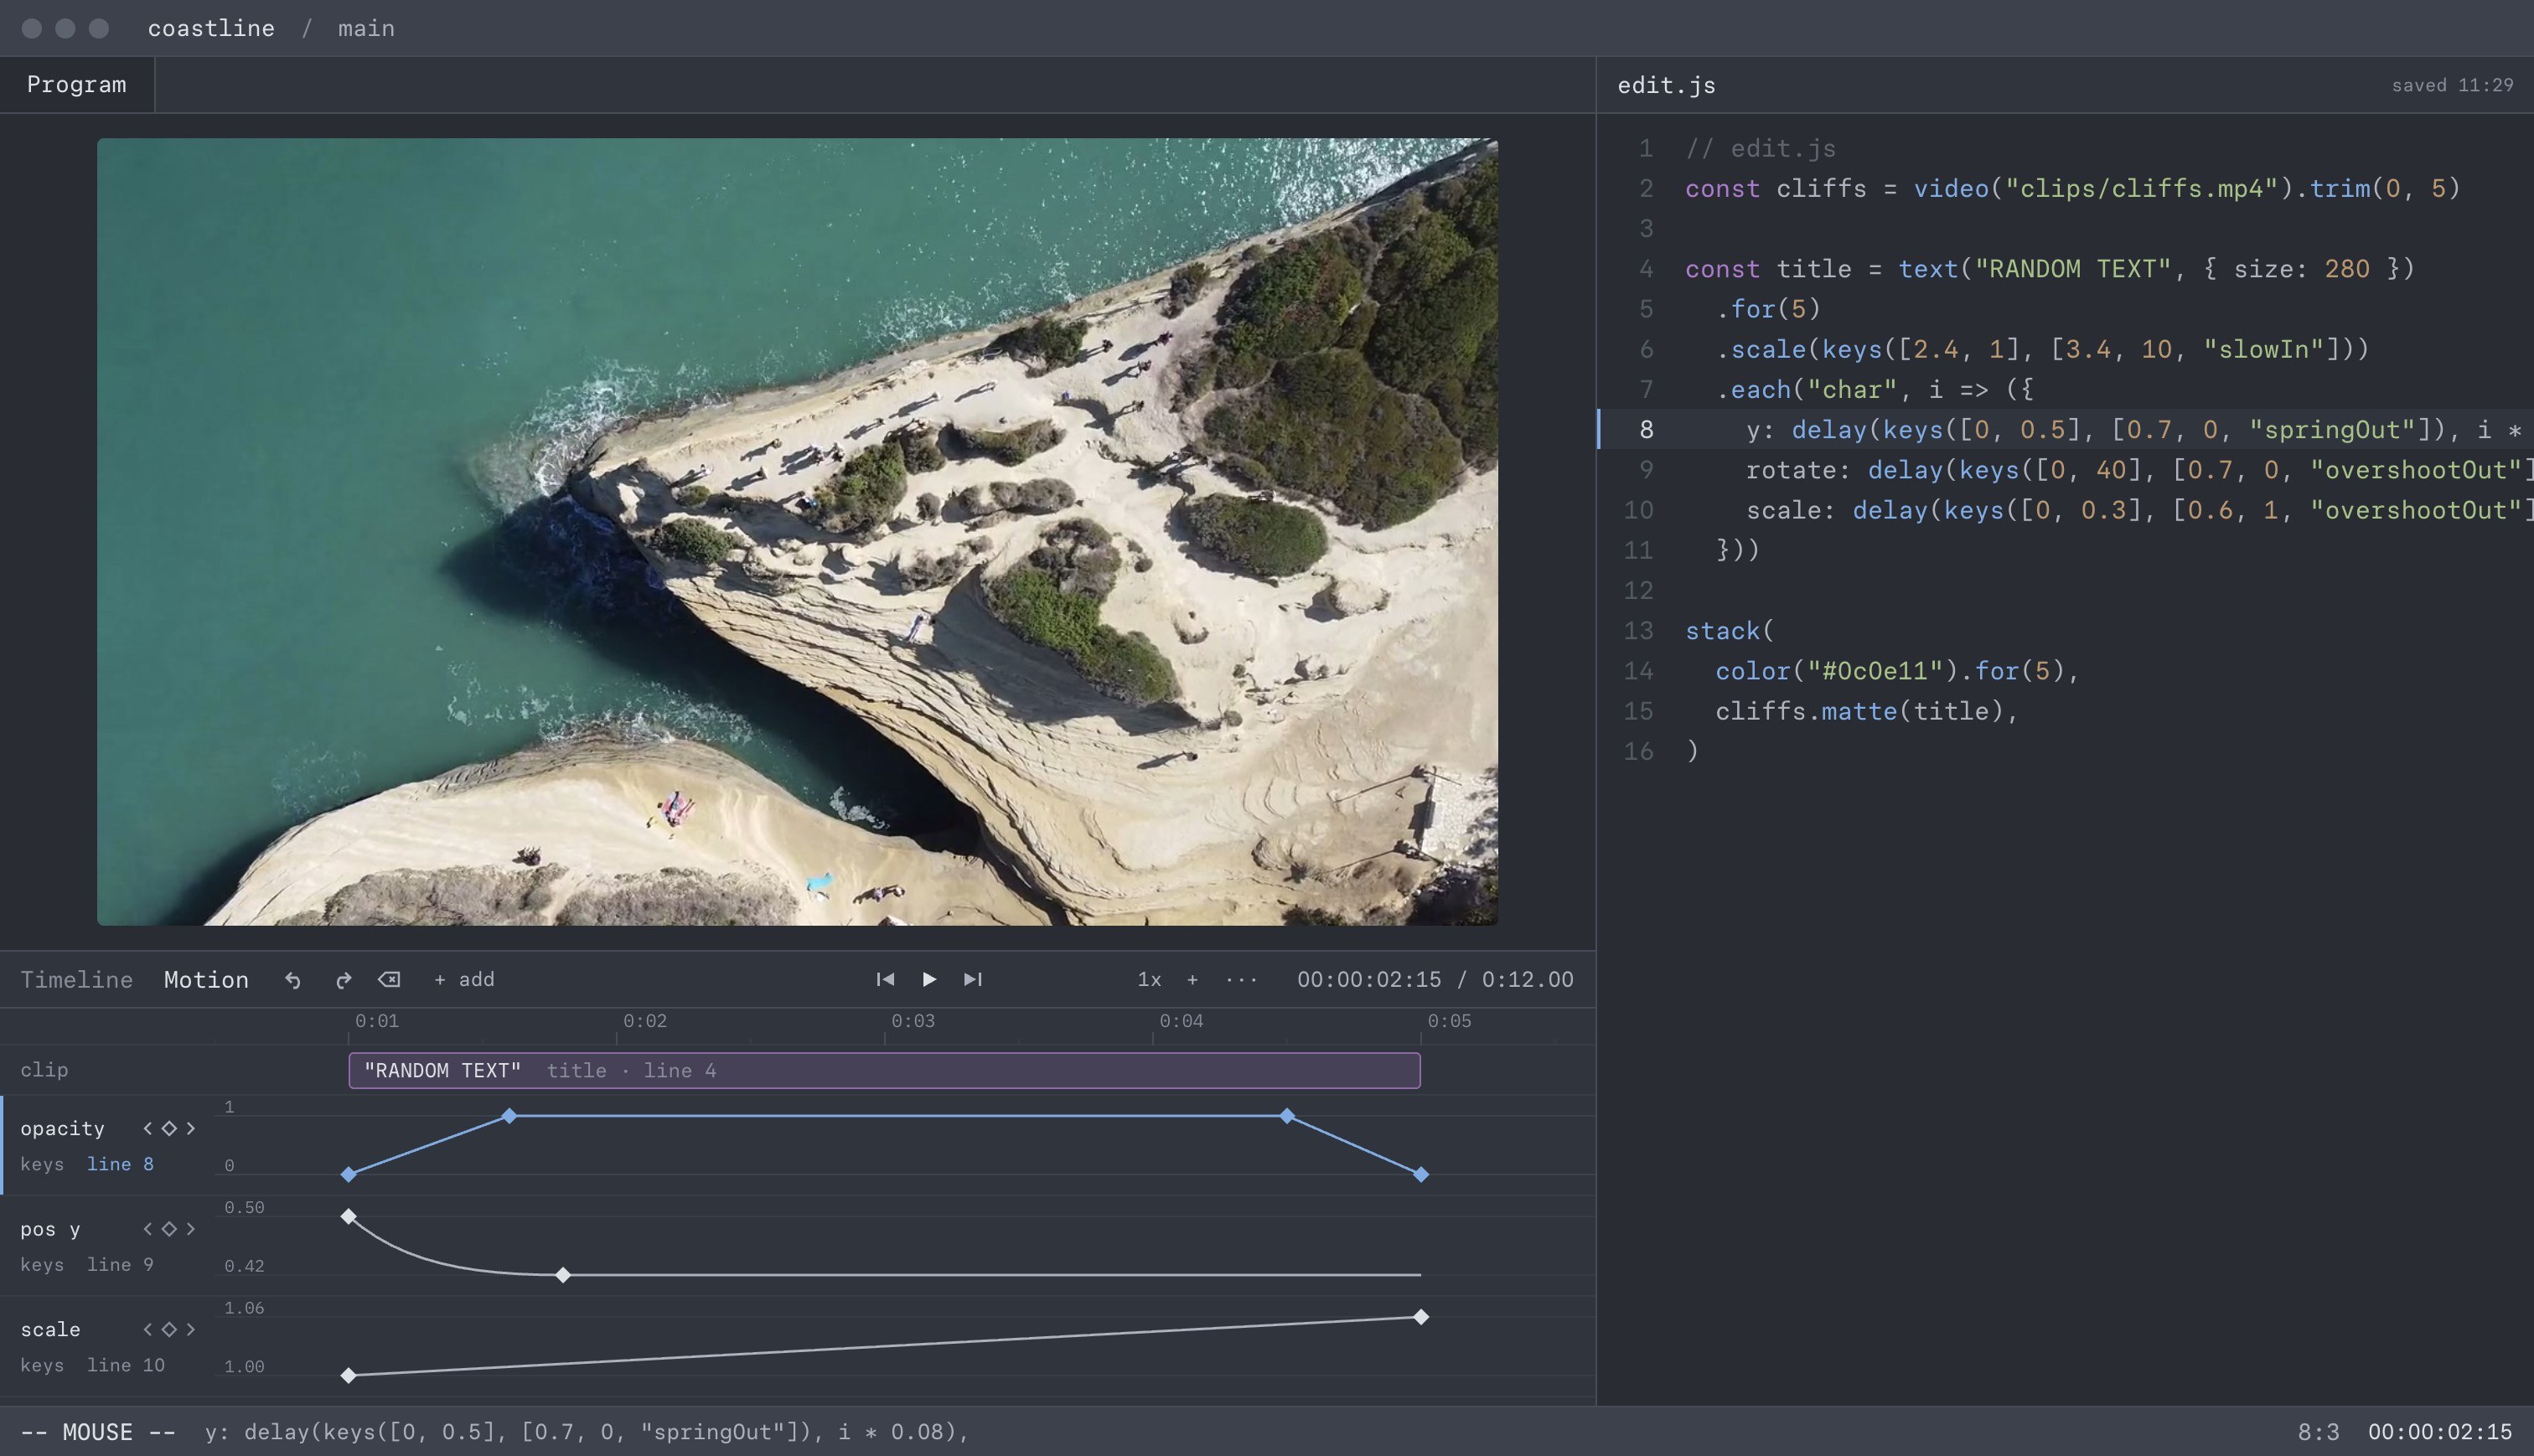 coastline / main
Program
edit.js saved 11:29
1 // edit.js
2 const cliffs = video("clips/cliffs.mp4").trim(0, 5)
3
4 const title = text("RANDOM TEXT", { size: 280 })
5 .for(5)
6 .scale(keys([2.4, 1], [3.4, 10, "slowIn"]))
7 .each("char", i => ({
8 y: delay(keys([0, 0.5], [0.7, 0, "springOut"]), i *
9 rotate: delay(keys([0, 40], [0.7, 0, "overshootOut"]
10 scale: delay(keys([0, 0.3], [0.6, 1, "overshootOut"]
11 }))
12
13 stack(
14 color("#0c0e11").for(5),
15 cliffs.matte(title),
16 )
Timeline Motion + add 1x + ··· 00:00:02:15 / 0:12.00
0:01 0:02 0:03 0:04 0:05
clip "RANDOM TEXT" title · line 4
1
opacity
keys line 8 0
0.50
pos y
keys line 9 0.42
1.06
scale
keys line 10 1.00
-- MOUSE -- y: delay(keys([0, 0.5], [0.7, 0, "springOut"]), i * 0.08), 8:3 00:00:02:15